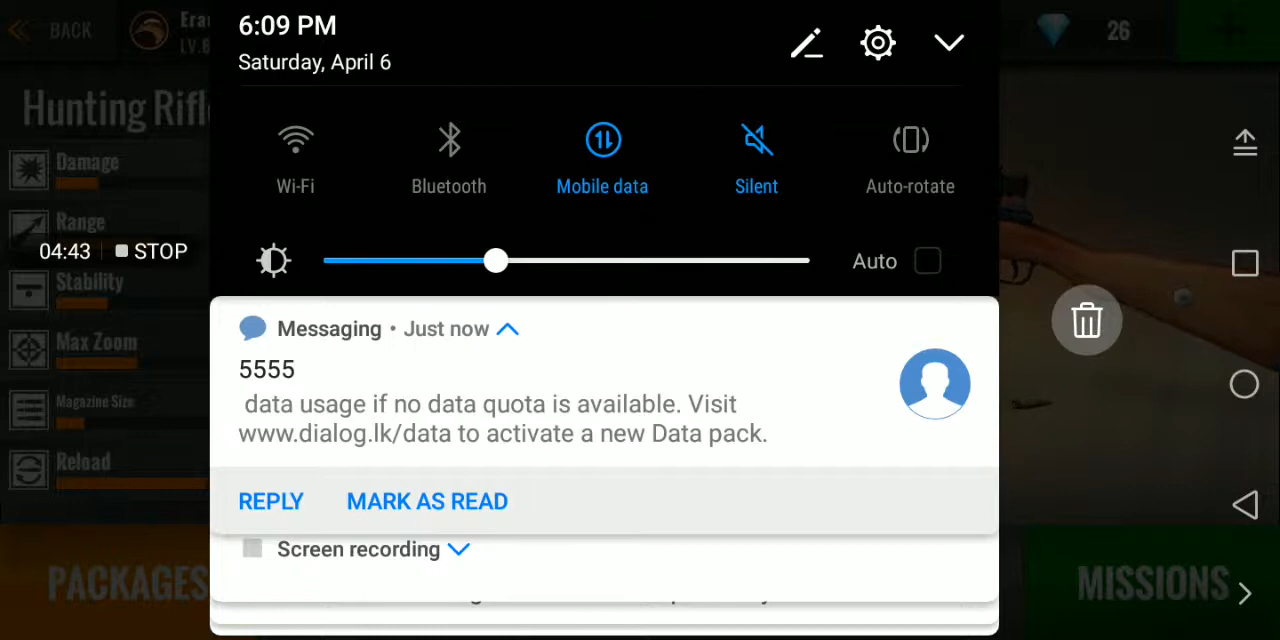 6:09 PM
Saturday, April 6
BACK
LV.
26
Hunting Rifl
Wi-Fi
Bluetooth
Mobile data
Silent
Auto-rotate
Damage
Range
04:43
STOP
Auto
Stability
Max Zoom
Magazine Size
Reload
Messaging • Just now
5555
data usage if no data quota is available. Visit
www.dialog.lk/data to activate a new Data pack.
REPLY
MARK AS READ
Screen recording
PACKAGES
MISSIONS